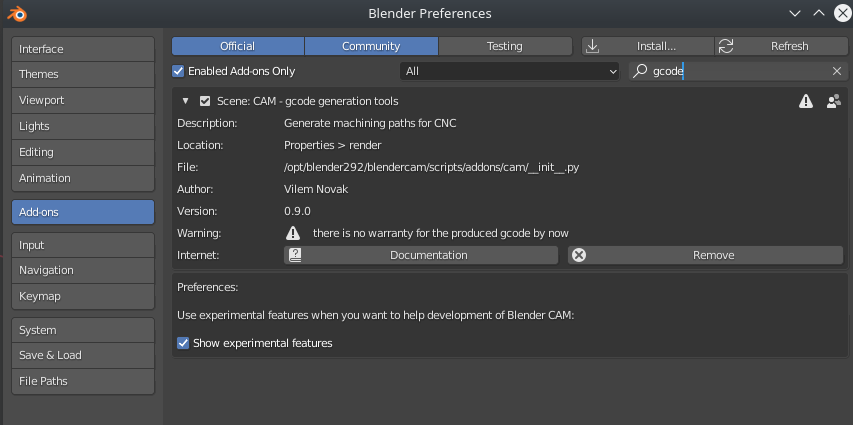 Blender Preferences
Interface
Themes
Viewport
Lights
Editing
Animation
Add-ons
Input
Navigation
Keymap
System
Save & Load
File Paths
Official Community Testing Install... Refresh
Enabled Add-ons Only All gcode
Scene: CAM - gcode generation tools
Description: Generate machining paths for CNC
Location: Properties > render
File: /opt/blender292/blendercam/scripts/addons/cam/__init__.py
Author: Vilem Novak
Version: 0.9.0
Warning: there is no warranty for the produced gcode by now
Internet: Documentation Remove
Preferences:
Use experimental features when you want to help development of Blender CAM:
Show experimental features